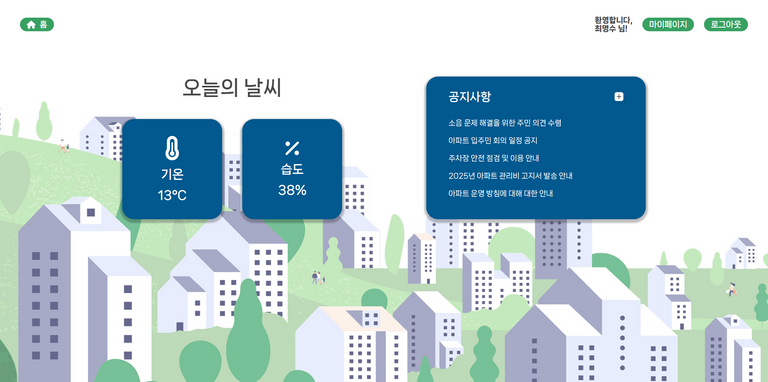 홈
환영합니다,
최명수 님!
마이페이지
로그아웃
오늘의 날씨
기온
13°C
습도
38%
공지사항
소음 문제 해결을 위한 주민 의견 수렴
아파트 입주민 회의 일정 공지
주차장 안전 점검 및 이용 안내
2025년 아파트 관리비 고지서 발송 안내
아파트 운영 방침에 대해 대한 안내